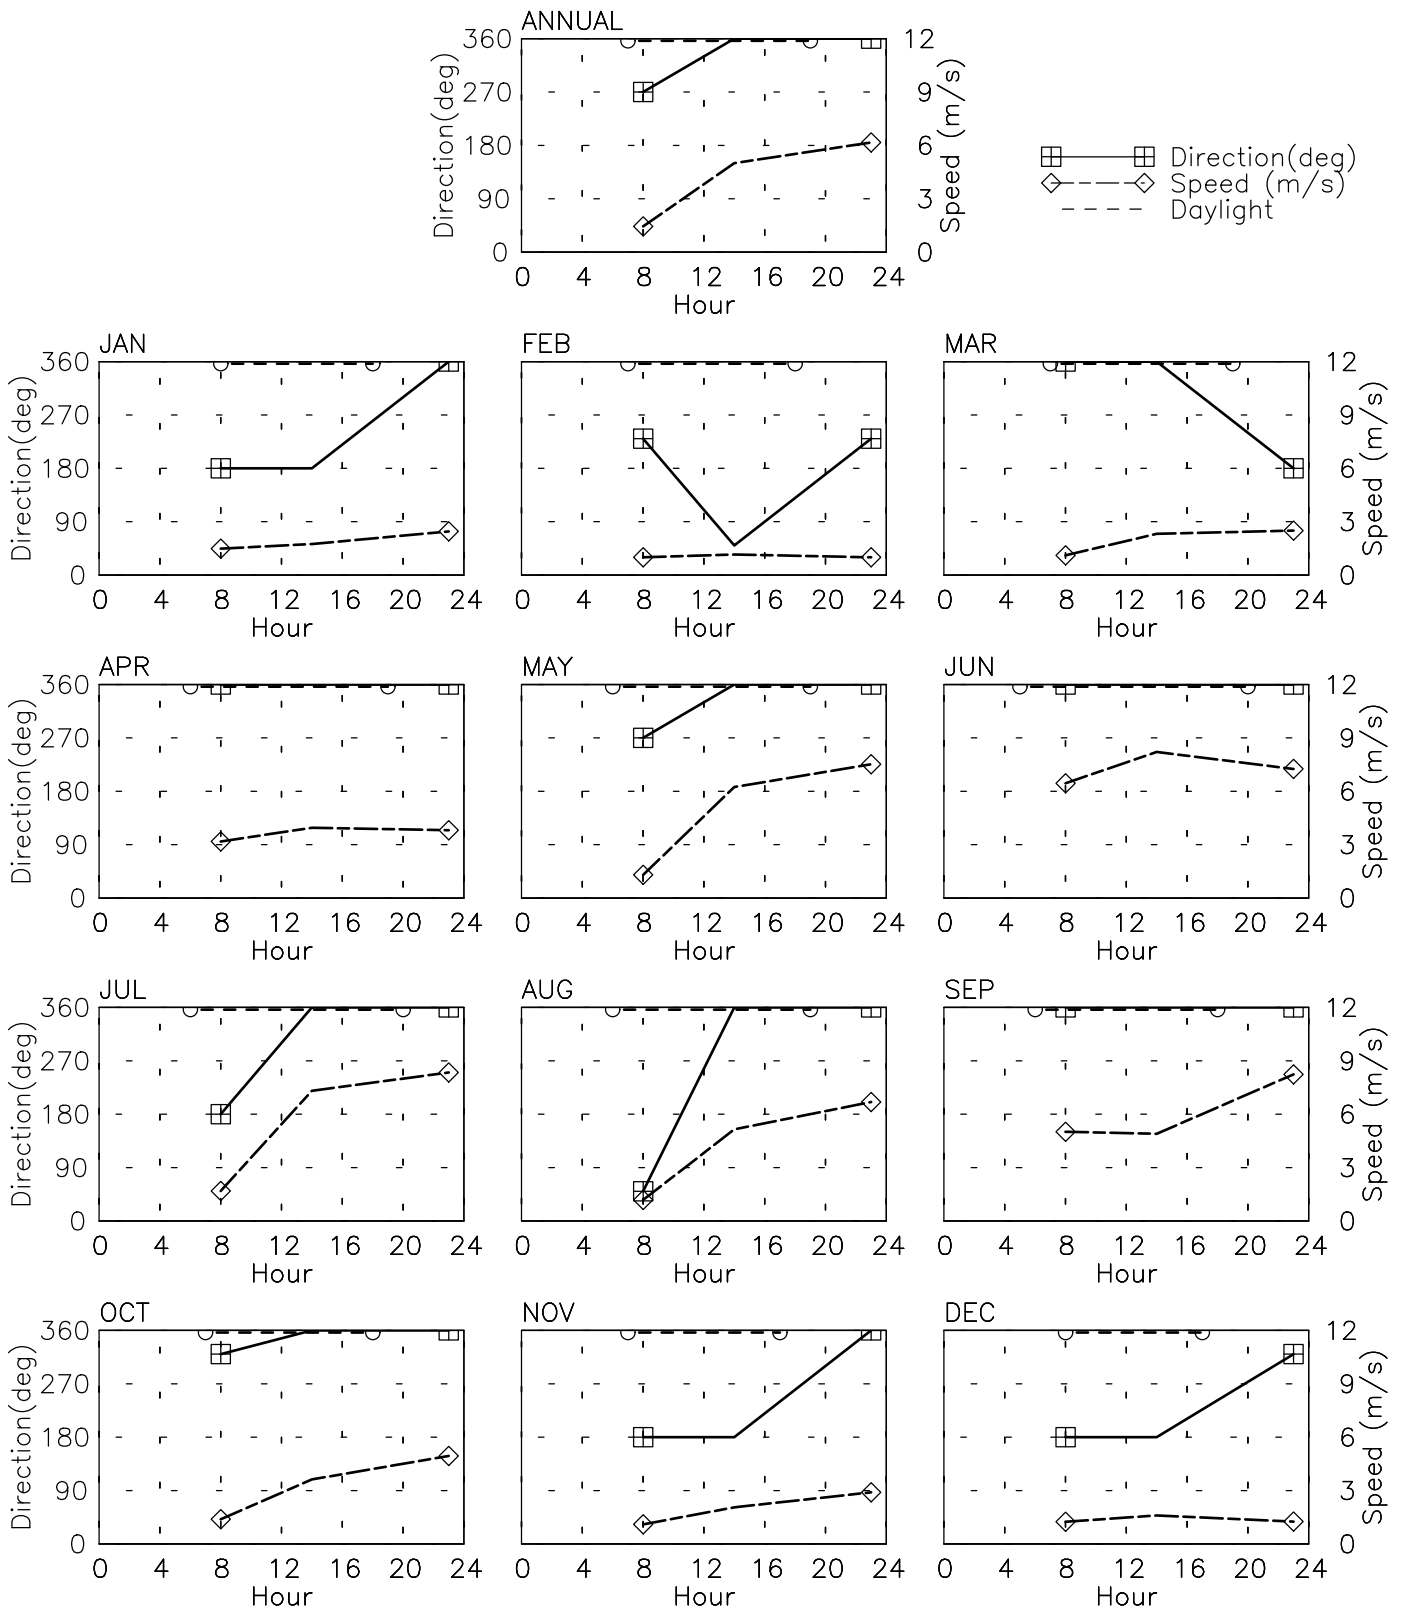 ANNUAL
360 12
270 9
180 6
90 3
0 0
Direction(deg)
Speed (m/s)
0 4 8 12 16 20 24
Hour
Direction(deg)
Speed (m/s)
Daylight
JAN FEB MAR
360 12
270 9
180 6
90 3
0 0
Direction(deg)
Speed (m/s)
0 4 8 12 16 20 24 0 4 8 12 16 20 24 0 4 8 12 16 20 24
Hour Hour Hour
APR MAY JUN
360 12
270 9
180 6
90 3
0 0
Direction(deg)
Speed (m/s)
0 4 8 12 16 20 24 0 4 8 12 16 20 24 0 4 8 12 16 20 24
Hour Hour Hour
JUL AUG SEP
360 12
270 9
180 6
90 3
0 0
Direction(deg)
Speed (m/s)
0 4 8 12 16 20 24 0 4 8 12 16 20 24 0 4 8 12 16 20 24
Hour Hour Hour
OCT NOV DEC
360 12
270 9
180 6
90 3
0 0
Direction(deg)
Speed (m/s)
0 4 8 12 16 20 24 0 4 8 12 16 20 24 0 4 8 12 16 20 24
Hour Hour Hour